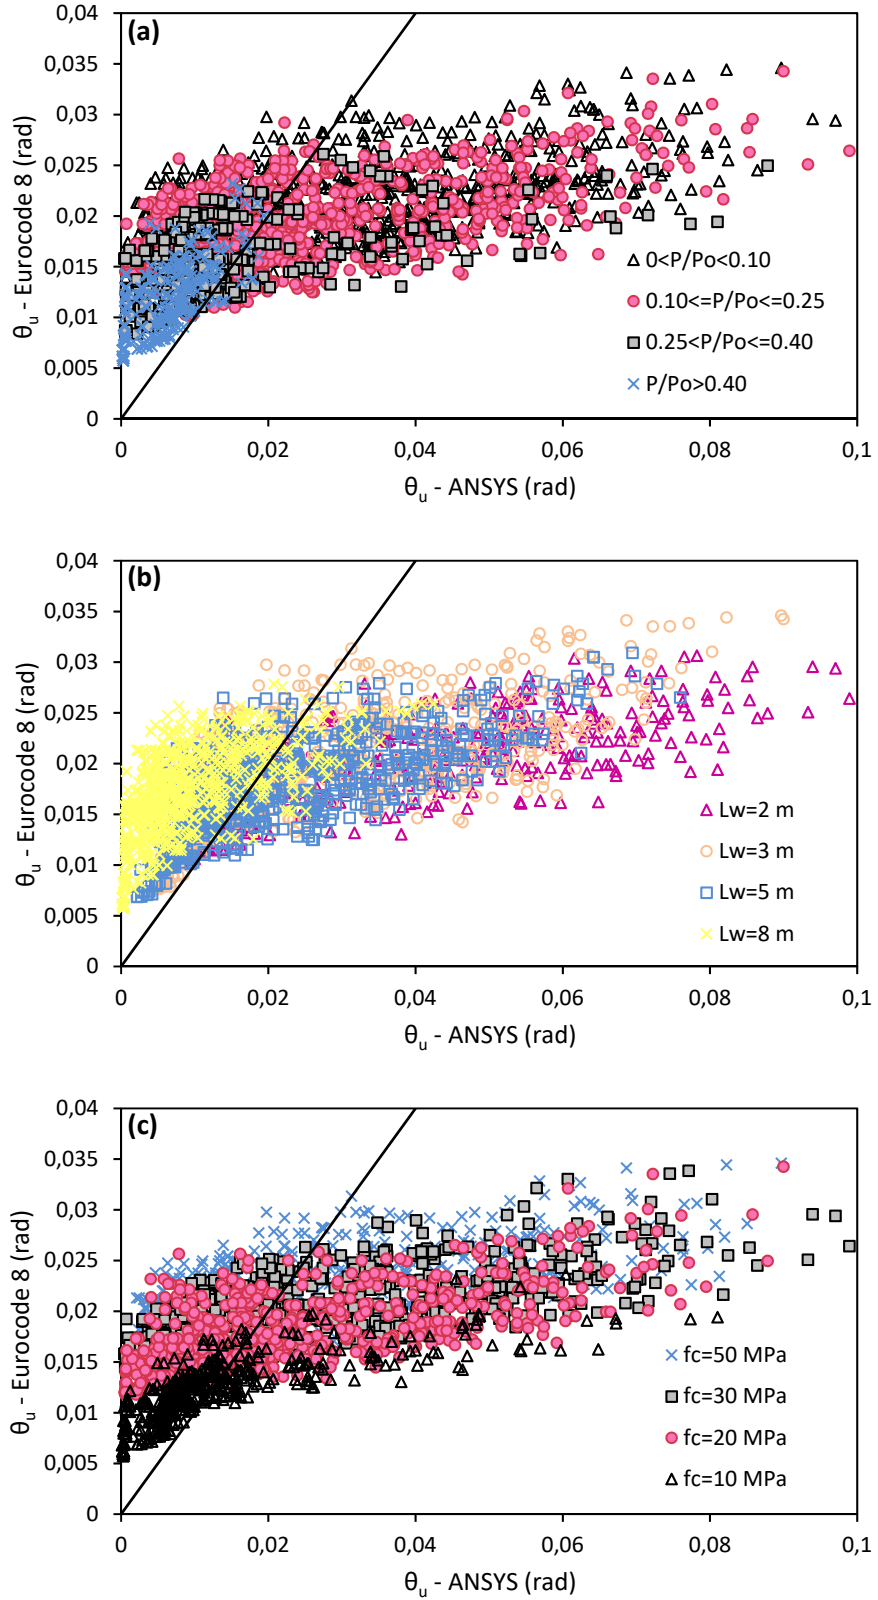 (a)
θu - Eurocode 8 (rad)
0,04
0,035
0,03
0,025
0,02
0,015
0,01
0,005
0
0<P/Po<0.10
0.10<=P/Po<=0.25
0.25<P/Po<=0.40
P/Po>0.40
0 0,02 0,04 0,06 0,08 0,1
θu - ANSYS (rad)
(b)
θu - Eurocode 8 (rad)
0,04
0,035
0,03
0,025
0,02
0,015
0,01
0,005
0
Lw=2 m
Lw=3 m
Lw=5 m
Lw=8 m
0 0,02 0,04 0,06 0,08 0,1
θu - ANSYS (rad)
(c)
θu - Eurocode 8 (rad)
0,04
0,035
0,03
0,025
0,02
0,015
0,01
0,005
0
fc=50 MPa
fc=30 MPa
fc=20 MPa
fc=10 MPa
0 0,02 0,04 0,06 0,08 0,1
θu - ANSYS (rad)